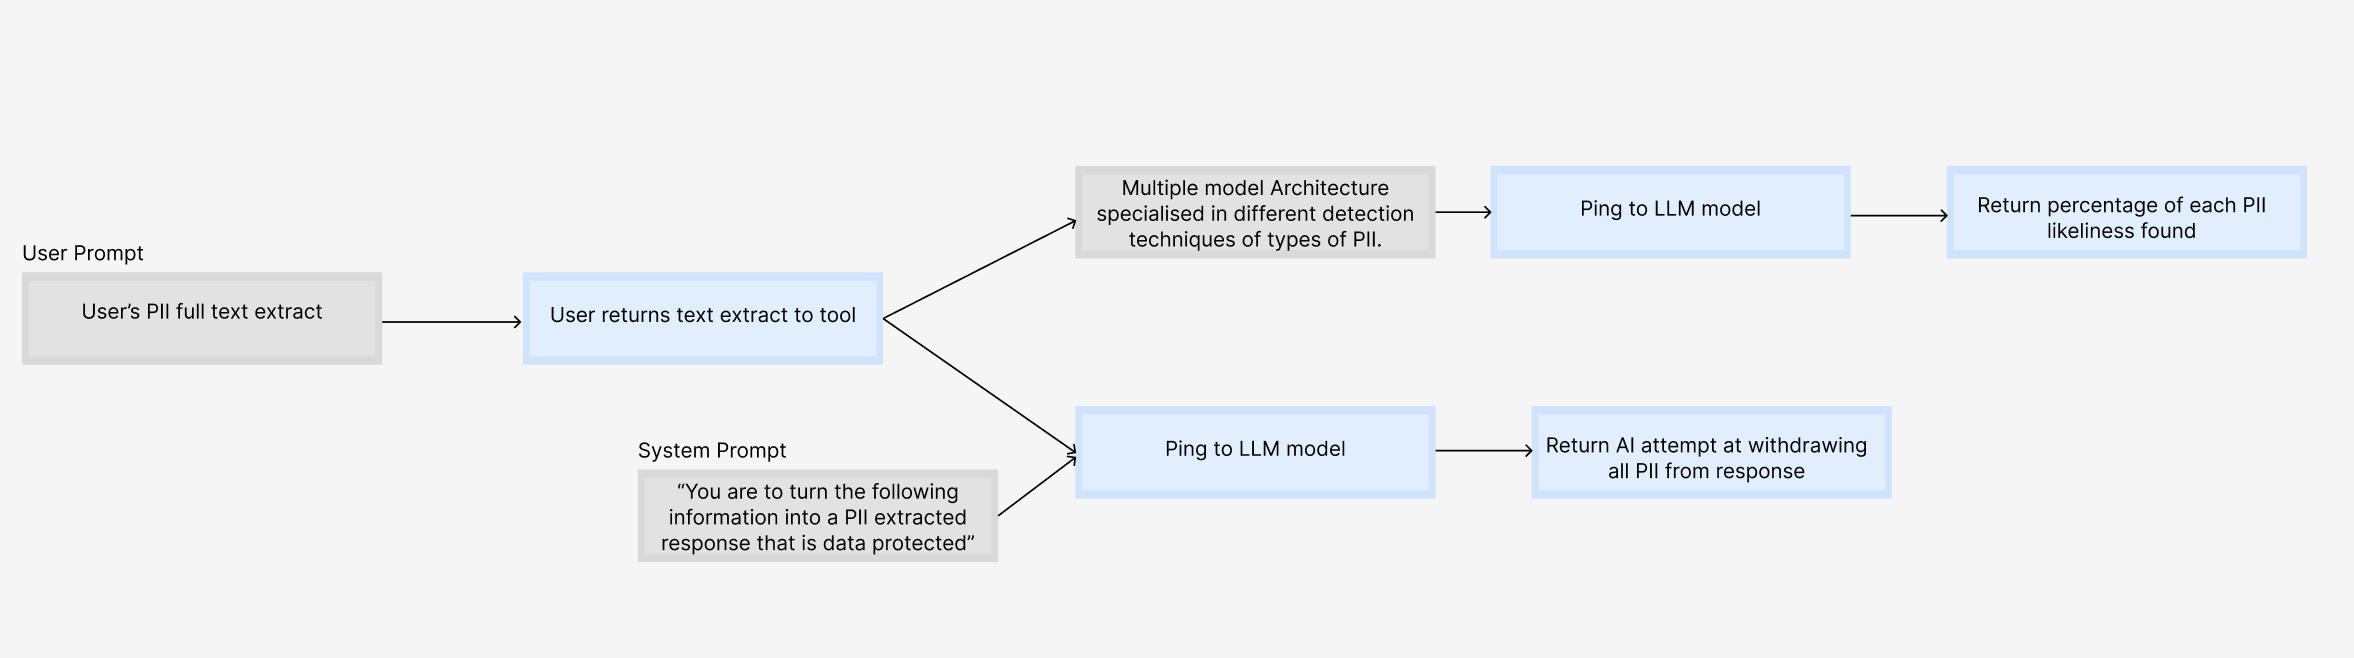 User Prompt
User’s PII full text extract
User returns text extract to tool
Multiple model Architecture
specialised in different detection
techniques of types of PII.
Ping to LLM model
Return percentage of each PII
likeliness found
System Prompt
“You are to turn the following
information into a PII extracted
response that is data protected”
Ping to LLM model
Return AI attempt at withdrawing
all PII from response